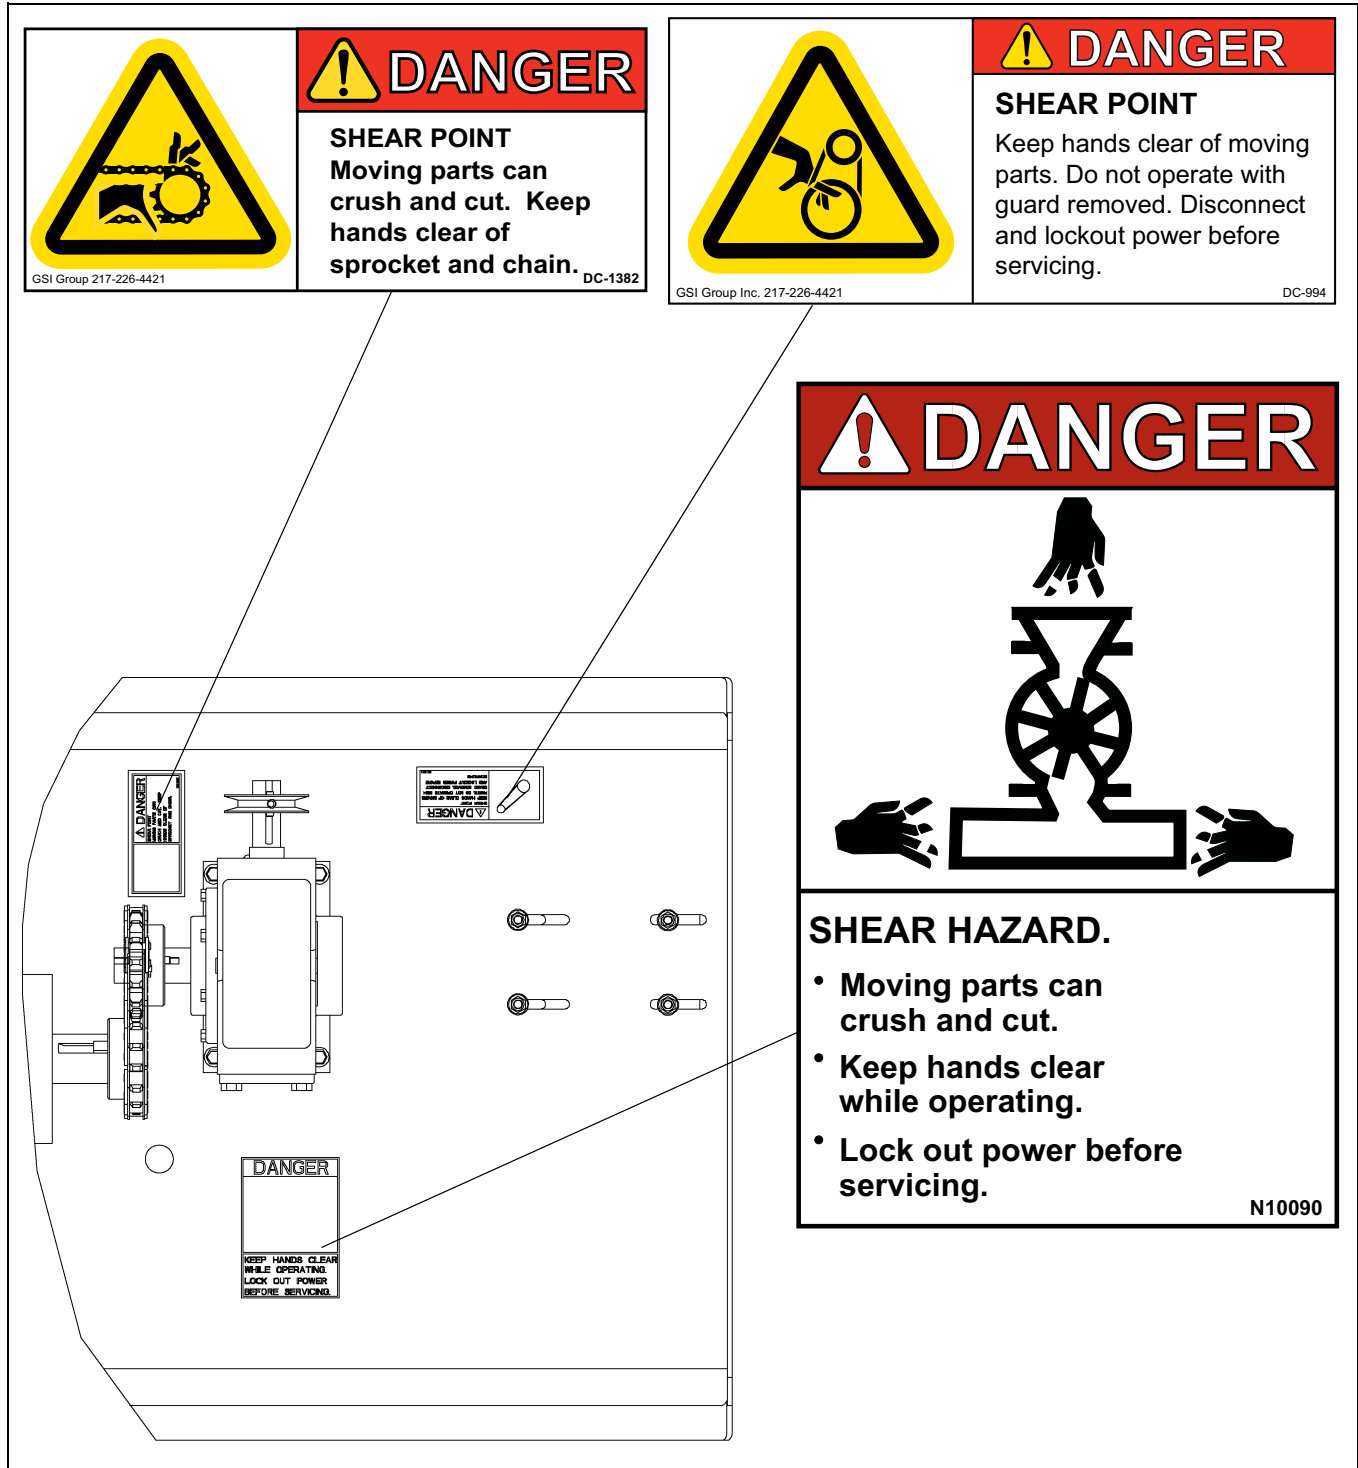 DANGER
SHEAR POINT
Moving parts can
crush and cut.  Keep
hands clear of
sprocket and chain.
DC-1382
GSI Group 217-226-4421
DANGER
SHEAR POINT
Keep hands clear of moving
parts. Do not operate with
guard removed. Disconnect
and lockout power before
servicing.
GSI Group Inc. 217-226-4421
DC-994
DANGER
SHEAR HAZARD.
• Moving parts can
crush and cut.
• Keep hands clear
while operating.
• Lock out power before
servicing.
N10090
DANGER
DANGER
DANGER
KEEP HANDS CLEAR
WHILE OPERATING.
LOCK OUT POWER
BEFORE SERVICING.